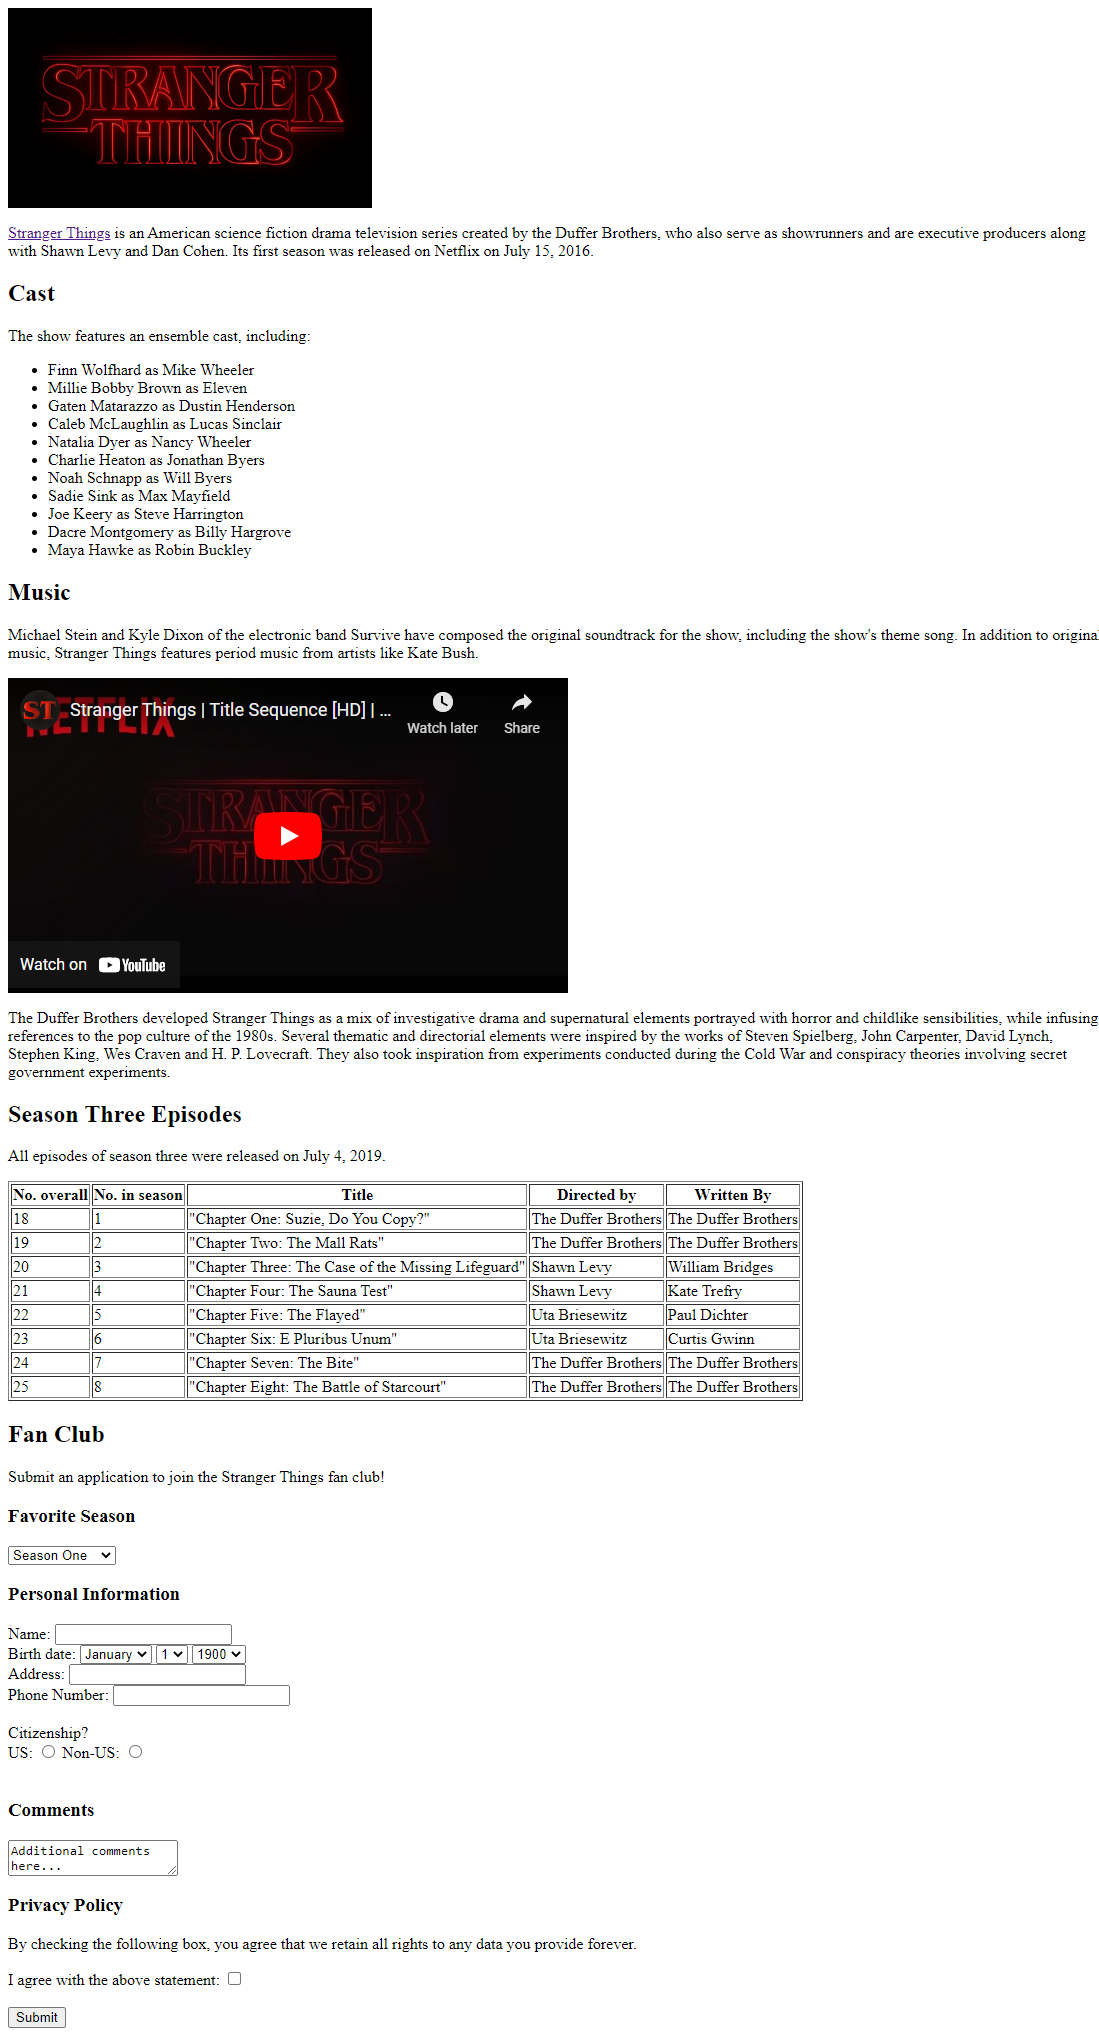 STRANGER
THINGS
Stranger Things is an American science fiction drama television series created by the Duffer Brothers, who also serve as showrunners and are executive producers along
with Shawn Levy and Dan Cohen. Its first season was released on Netflix on July 15, 2016.
Cast
The show features an ensemble cast, including:
• Finn Wolfhard as Mike Wheeler
• Millie Bobby Brown as Eleven
• Gaten Matarazzo as Dustin Henderson
• Caleb McLaughlin as Lucas Sinclair
• Natalia Dyer as Nancy Wheeler
• Charlie Heaton as Jonathan Byers
• Noah Schnapp as Will Byers
• Sadie Sink as Max Mayfield
• Joe Keery as Steve Harrington
• Dacre Montgomery as Billy Hargrove
• Maya Hawke as Robin Buckley
Music
Michael Stein and Kyle Dixon of the electronic band Survive have composed the original soundtrack for the show, including the show's theme song. In addition to original
music, Stranger Things features period music from artists like Kate Bush.
NETFLIX
ST Stranger Things | Title Sequence [HD] | ... Watch later Share
STRANGER
THINGS
Watch on YouTube
The Duffer Brothers developed Stranger Things as a mix of investigative drama and supernatural elements portrayed with horror and childlike sensibilities, while infusing
references to the pop culture of the 1980s. Several thematic and directorial elements were inspired by the works of Steven Spielberg, John Carpenter, David Lynch,
Stephen King, Wes Craven and H. P. Lovecraft. They also took inspiration from experiments conducted during the Cold War and conspiracy theories involving secret
government experiments.
Season Three Episodes
All episodes of season three were released on July 4, 2019.
No. overall No. in season Title Directed by Written By
18 1 "Chapter One: Suzie, Do You Copy?" The Duffer Brothers The Duffer Brothers
19 2 "Chapter Two: The Mall Rats" The Duffer Brothers The Duffer Brothers
20 3 "Chapter Three: The Case of the Missing Lifeguard" Shawn Levy William Bridges
21 4 "Chapter Four: The Sauna Test" Shawn Levy Kate Trefry
22 5 "Chapter Five: The Flayed" Uta Briesewitz Paul Dichter
23 6 "Chapter Six: E Pluribus Unum" Uta Briesewitz Curtis Gwinn
24 7 "Chapter Seven: The Bite" The Duffer Brothers The Duffer Brothers
25 8 "Chapter Eight: The Battle of Starcourt" The Duffer Brothers The Duffer Brothers
Fan Club
Submit an application to join the Stranger Things fan club!
Favorite Season
Season One
Personal Information
Name:
Birth date: January 1 1900
Address:
Phone Number:
Citizenship?
US: Non-US:
Comments
Additional comments
here...
Privacy Policy
By checking the following box, you agree that we retain all rights to any data you provide forever.
I agree with the above statement:
Submit